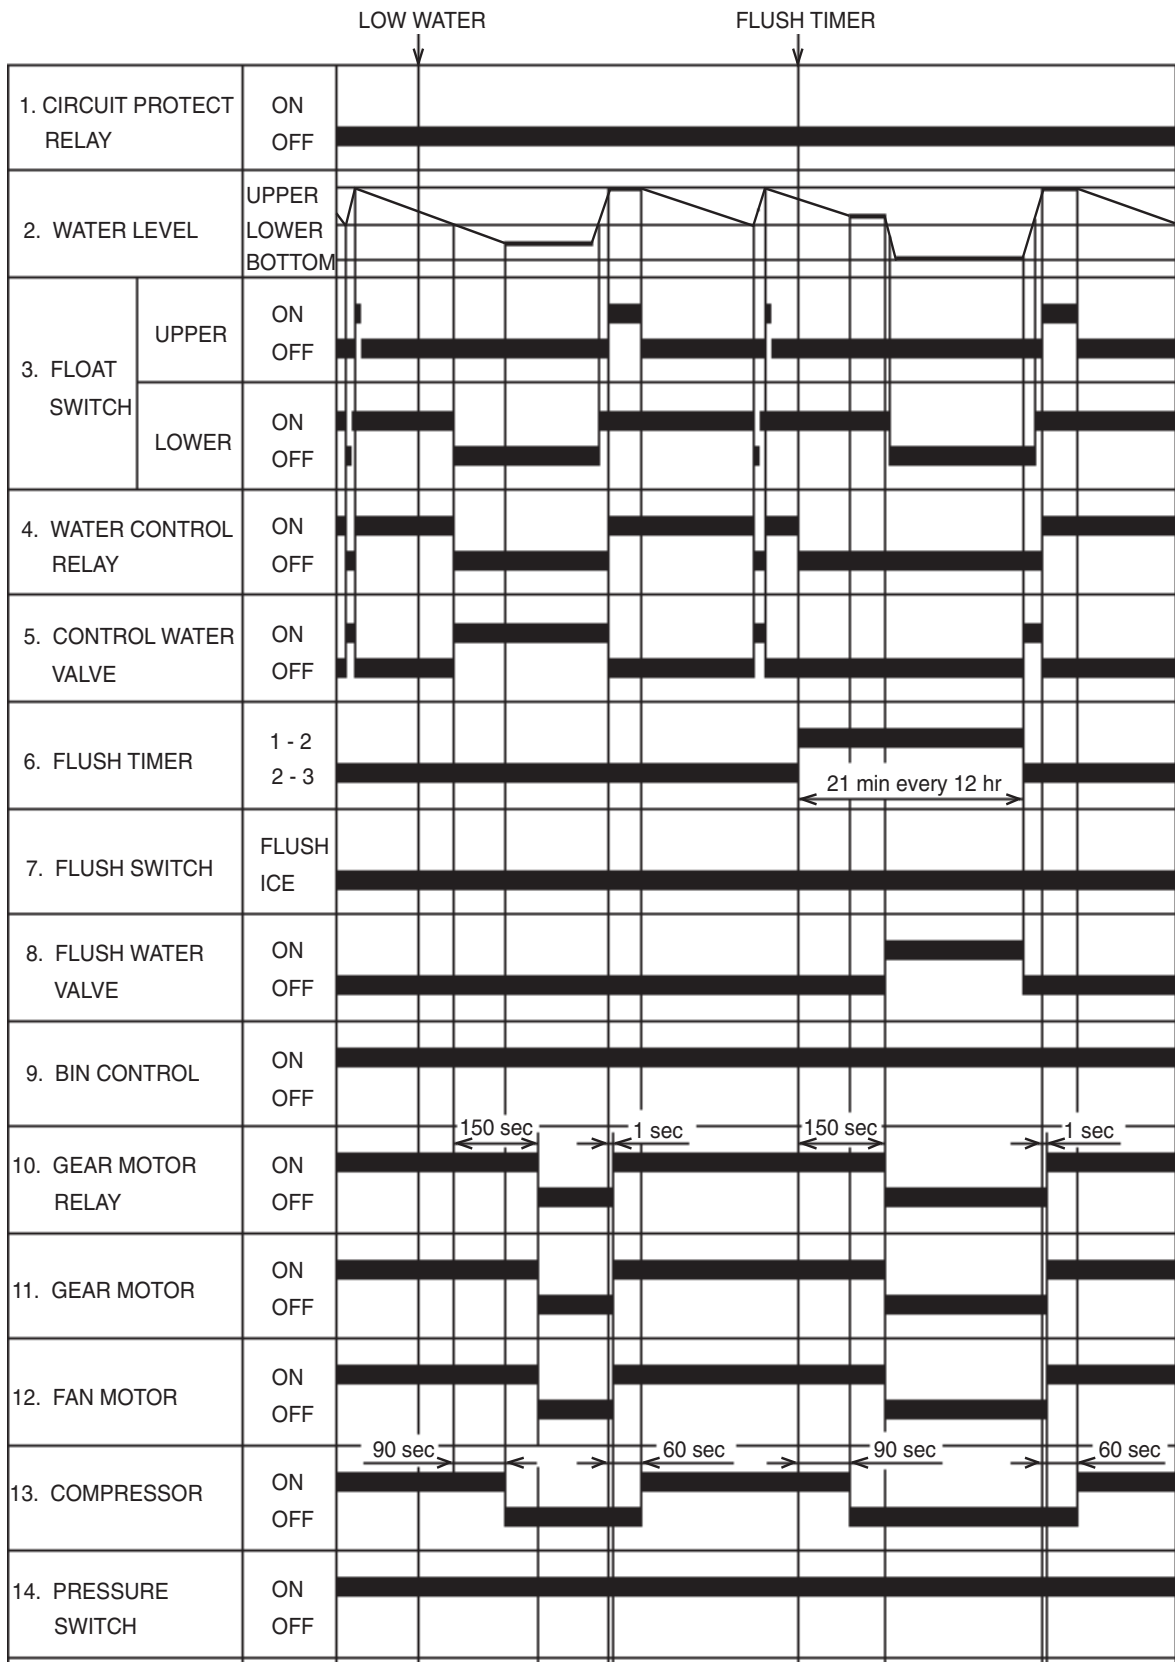 LOW WATER
FLUSH TIMER
1. CIRCUIT PROTECT
RELAY
ON
OFF
2. WATER LEVEL
UPPER
LOWER
BOTTOM
3. FLOAT
SWITCH
UPPER
ON
OFF
LOWER
ON
OFF
4. WATER CONTROL
RELAY
ON
OFF
5. CONTROL WATER
VALVE
ON
OFF
6. FLUSH TIMER
1 - 2
2 - 3
21 min every 12 hr
7. FLUSH SWITCH
FLUSH
ICE
8. FLUSH WATER
VALVE
ON
OFF
9. BIN CONTROL
ON
OFF
150 sec
1 sec
150 sec
1 sec
10. GEAR MOTOR
RELAY
ON
OFF
11. GEAR MOTOR
ON
OFF
12. FAN MOTOR
ON
OFF
90 sec
60 sec
90 sec
60 sec
13. COMPRESSOR
ON
OFF
14. PRESSURE
SWITCH
ON
OFF